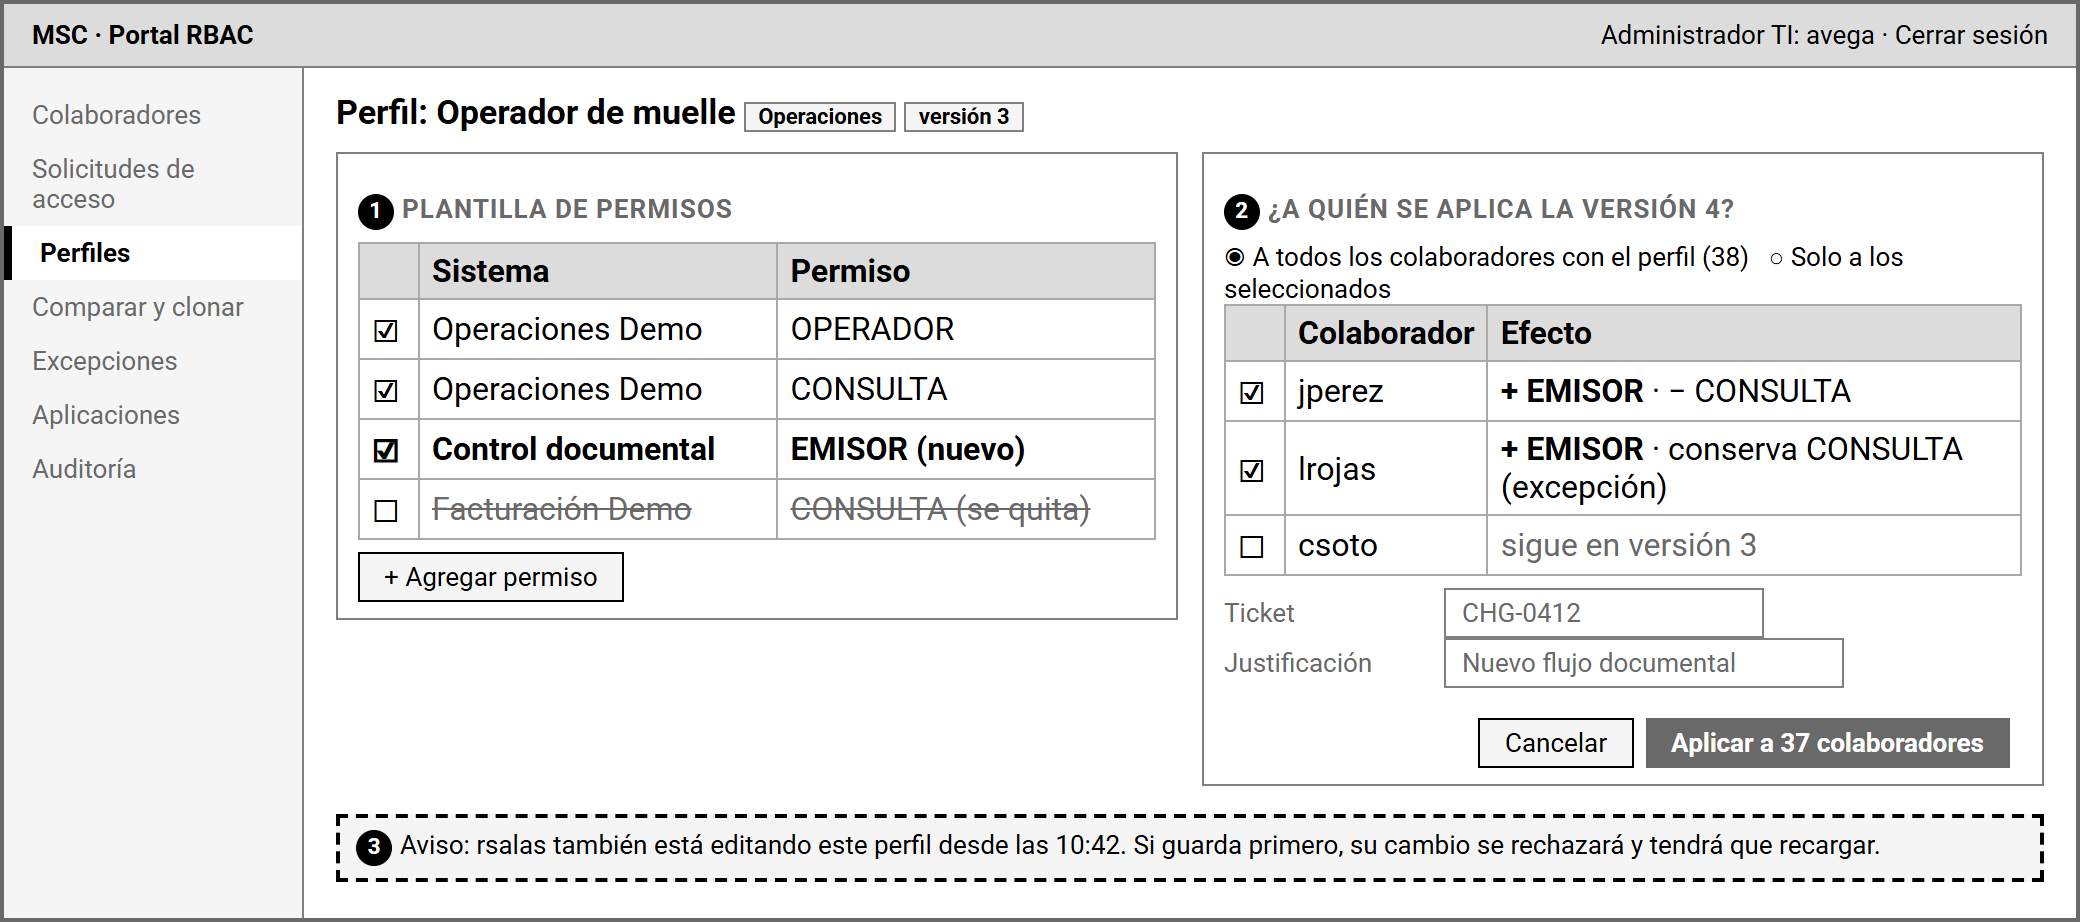 MSC · Portal RBAC
Administrador TI: avega · Cerrar sesión
Colaboradores
Solicitudes de
acceso
Perfiles
Comparar y clonar
Excepciones
Aplicaciones
Auditoría
Perfil: Operador de muelle Operaciones versión 3
1 PLANTILLA DE PERMISOS
Sistema Permiso
☑ Operaciones Demo OPERADOR
☑ Operaciones Demo CONSULTA
☑ Control documental EMISOR (nuevo)
☐ Facturación Demo CONSULTA (se quita)
+ Agregar permiso
2 ¿A QUIÉN SE APLICA LA VERSIÓN 4?
◉ A todos los colaboradores con el perfil (38) ○ Solo a los
seleccionados
Colaborador Efecto
☑ jperez + EMISOR · − CONSULTA
☑ lrojas + EMISOR · conserva CONSULTA
(excepción)
☐ csoto sigue en versión 3
Ticket CHG-0412
Justificación Nuevo flujo documental
Cancelar Aplicar a 37 colaboradores
3 Aviso: rsalas también está editando este perfil desde las 10:42. Si guarda primero, su cambio se rechazará y tendrá que recargar.